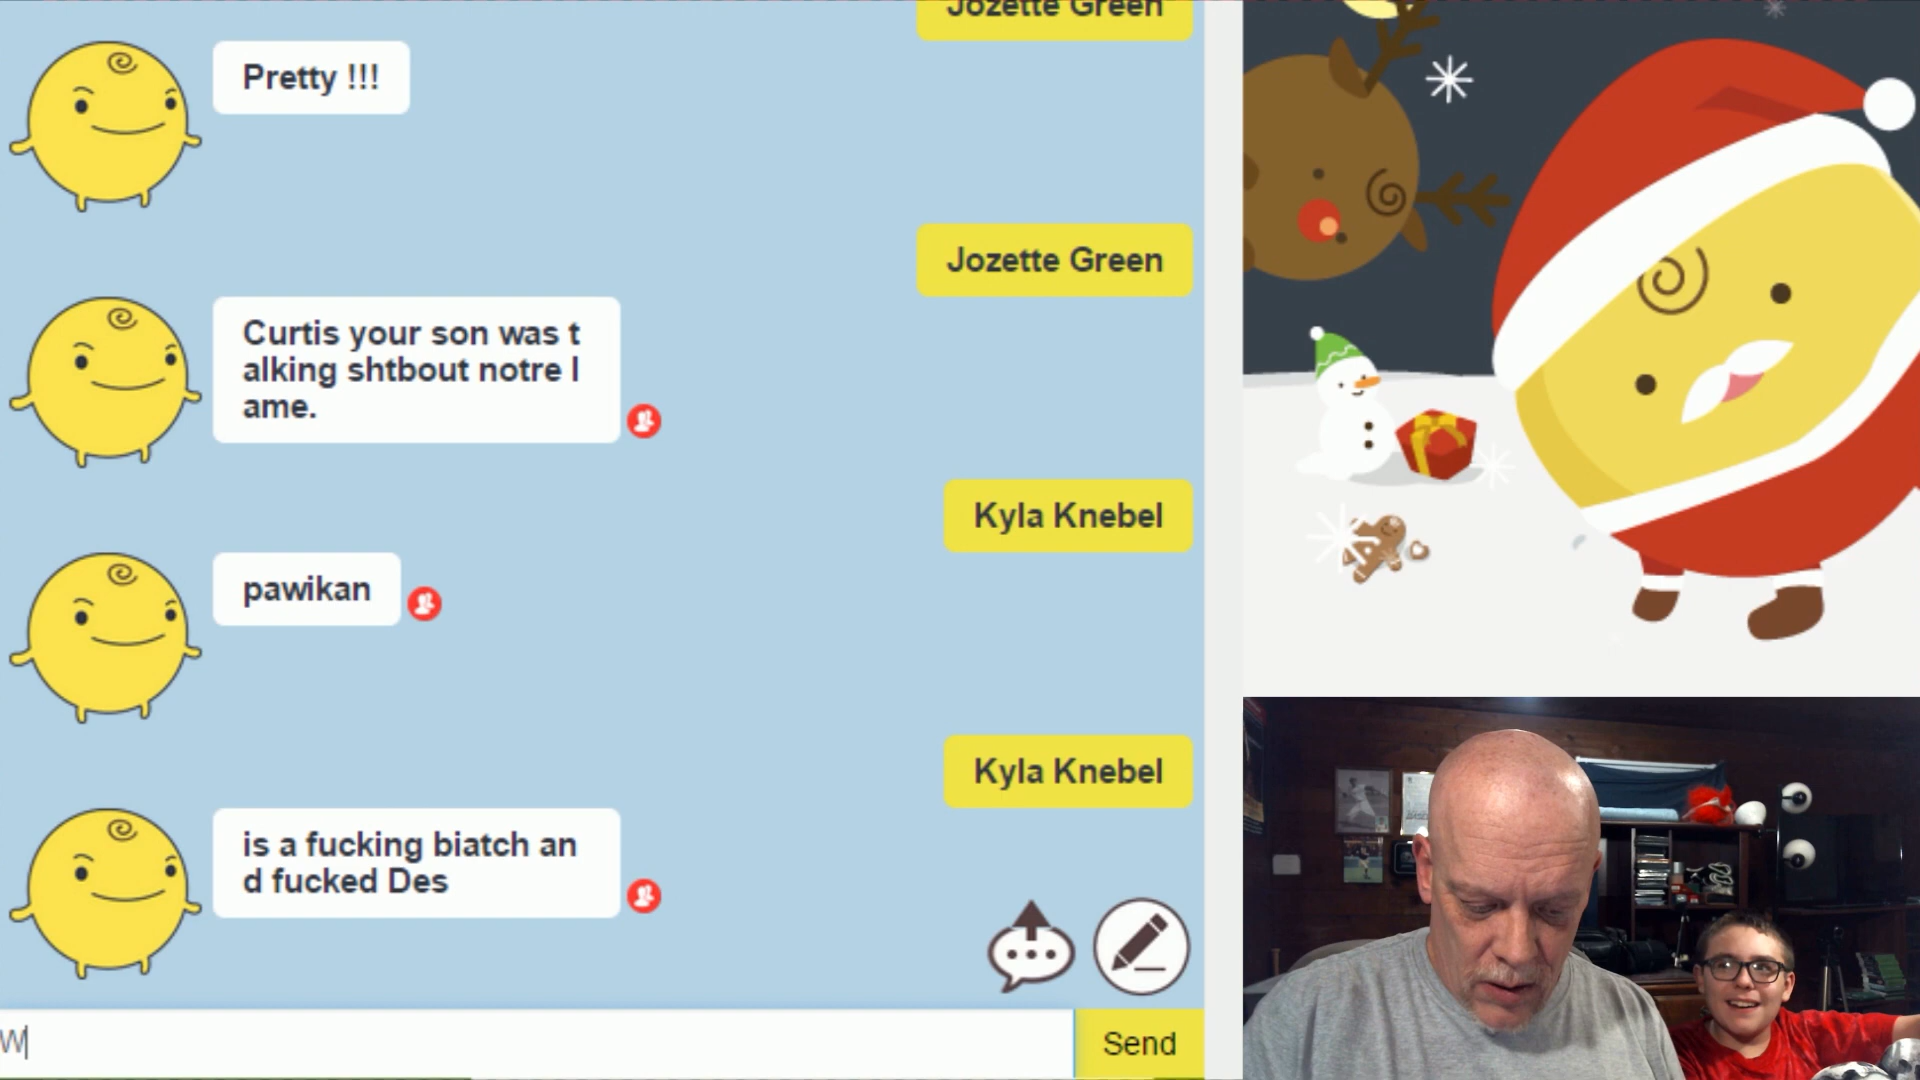 Jozette Green
Pretty !!!
Jozette Green
Curtis your son was t
alking shtbout notre l
ame.
Kyla Knebel
pawikan
Kyla Knebel
is a fucking biatch an
d fucked Des
W
Send